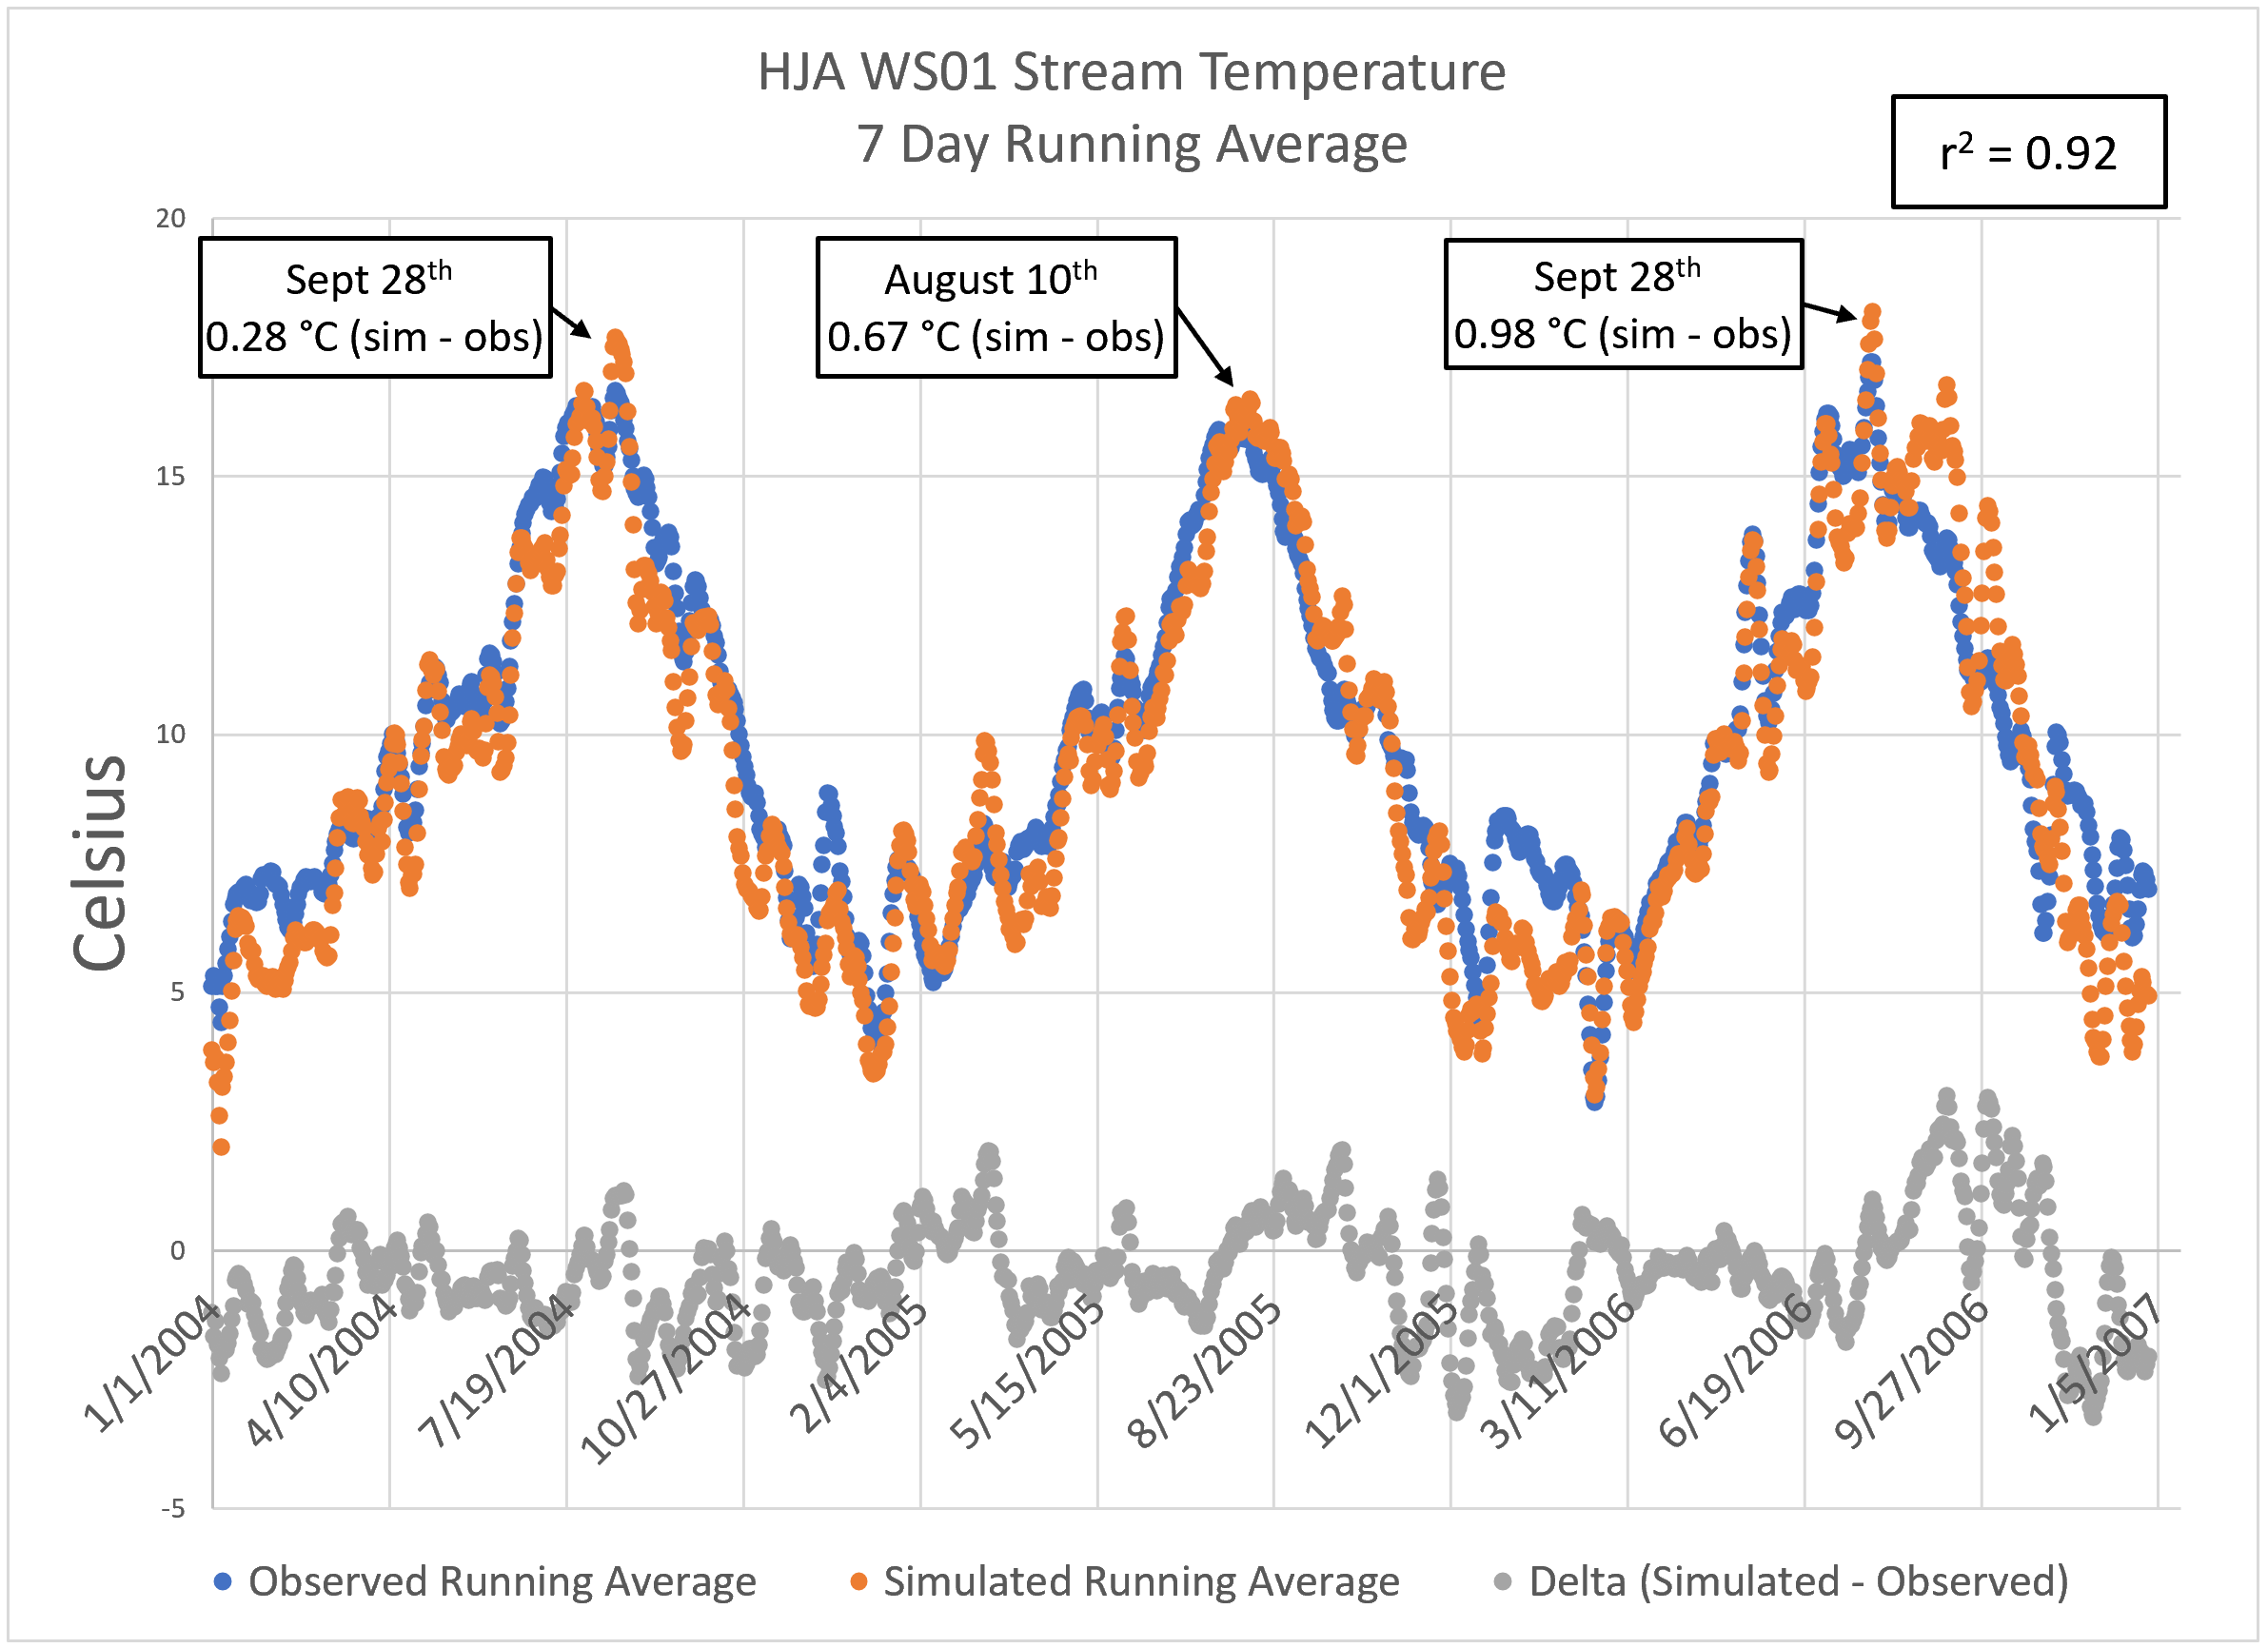 HJA WS01 Stream Temperature
7 Day Running Average
r² = 0.92
Sept 28ᵗʰ
0.28 °C (sim - obs)
August 10ᵗʰ
0.67 °C (sim - obs)
Sept 28ᵗʰ
0.98 °C (sim - obs)
Celsius
20
15
10
5
0
-5
1/1/2004
4/10/2004
7/19/2004
10/27/2004
2/4/2005
5/15/2005
8/23/2005
12/1/2005
3/11/2006
6/19/2006
9/27/2006
1/5/2007
Observed Running Average
Simulated Running Average
Delta (Simulated - Observed)